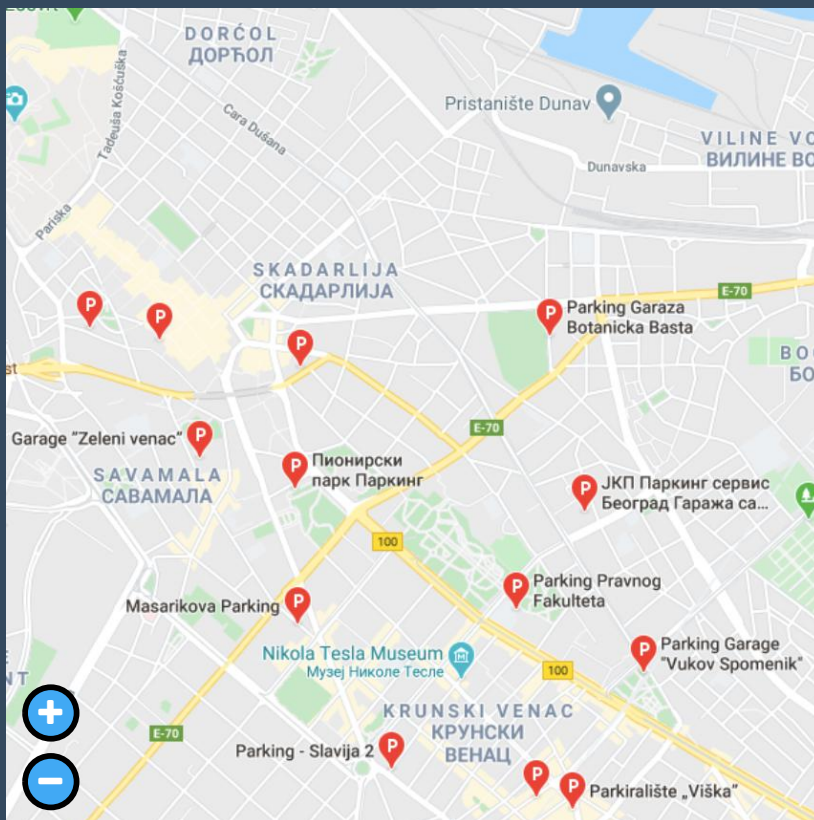 DORĆOL
ДОРЋОЛ
Tadeuša Košćuška
Cara Dušana
Pristanište Dunav
VILINE VO
ВИЛИНЕ ВО
Dunavska
Pariska
SKADARLIJA
СКАДАРЛИЈА
E-70
P
P
P
P
Parking Garaza
Botanicka Basta
BO
БО
st
E-70
Garage "Zeleni venac"
P
SAVAMALA
САВАМАЛА
P
Пионирски
парк Паркинг
P
ЈКП Паркинг сервис
Београд Гаража са...
100
P
Parking Pravnog
Fakulteta
Masarikova Parking
P
P
Parking Garage
"Vukov Spomenik"
Nikola Tesla Museum
Музеј Николе Тесле
100
NT
KRUNSKI VENAC
КРУНСКИ
ВЕНАЦ
E-70
Parking - Slavija 2
P
P
P
Parkiralište „Viška”